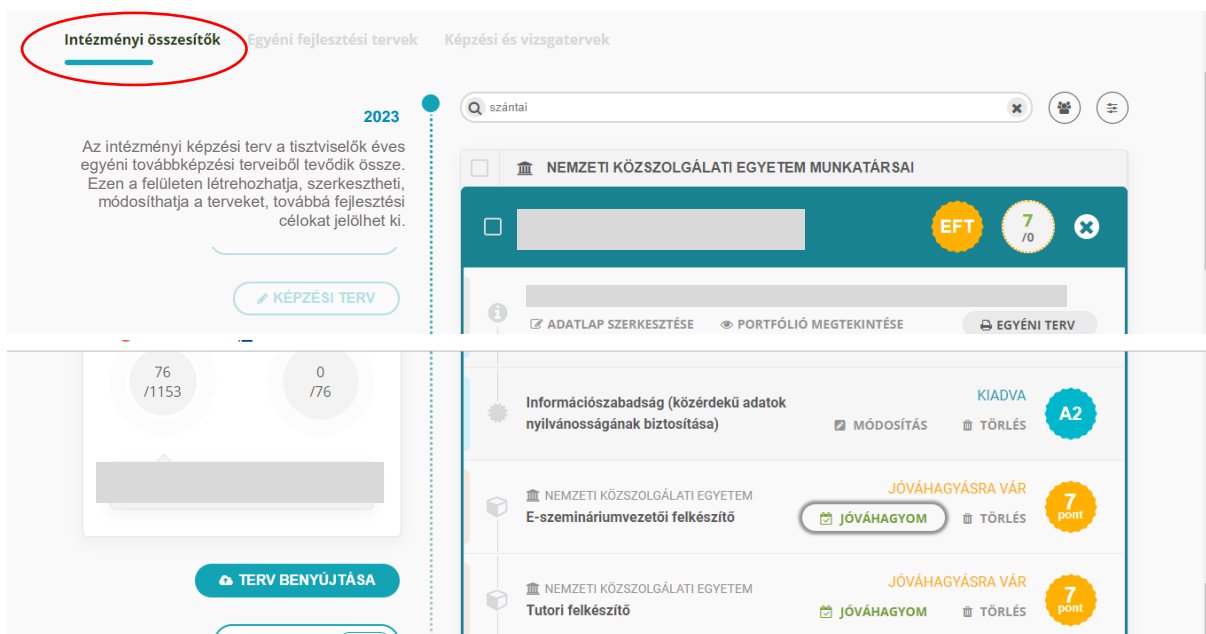 Intézményi összesítők
Egyéni fejlesztési tervek
Képzési és vizsgatervek
2023
Az intézményi képzési terv a tisztviselők éves
egyéni továbbképzési terveiből tevődik össze.
Ezen a felületen létrehozhatja, szerkesztheti,
módosíthatja a terveket, továbbá fejlesztési
célokat jelölhet ki.
KÉPZÉSI TERV
76
/1153
0
/76
TERV BENYÚJTÁSA
szántai
NEMZETI KÖZSZOLGÁLATI EGYETEM MUNKATÁRSAI
EFT
7
/0
ADATLAP SZERKESZTÉSE
PORTFÓLIÓ MEGTEKINTÉSE
EGYÉNI TERV
Információszabadság (közérdekű adatok
nyilvánosságának biztosítása)
KIADVA
MÓDOSÍTÁS
TÖRLÉS
A2
NEMZETI KÖZSZOLGÁLATI EGYETEM
E-szemináriumvezetői felkészítő
JÓVÁHAGYÁSRA VÁR
JÓVÁHAGYOM
TÖRLÉS
7
pont
NEMZETI KÖZSZOLGÁLATI EGYETEM
Tutori felkészítő
JÓVÁHAGYÁSRA VÁR
JÓVÁHAGYOM
TÖRLÉS
7
pont